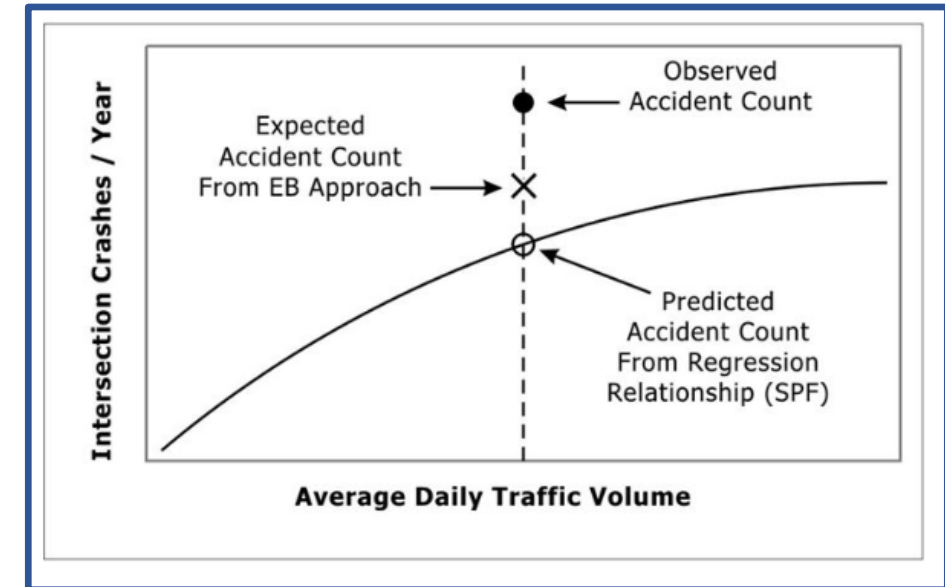 Intersection Crashes / Year
Observed
Accident Count
Expected
Accident Count
From EB Approach
Predicted
Accident Count
From Regression
Relationship (SPF)
Average Daily Traffic Volume